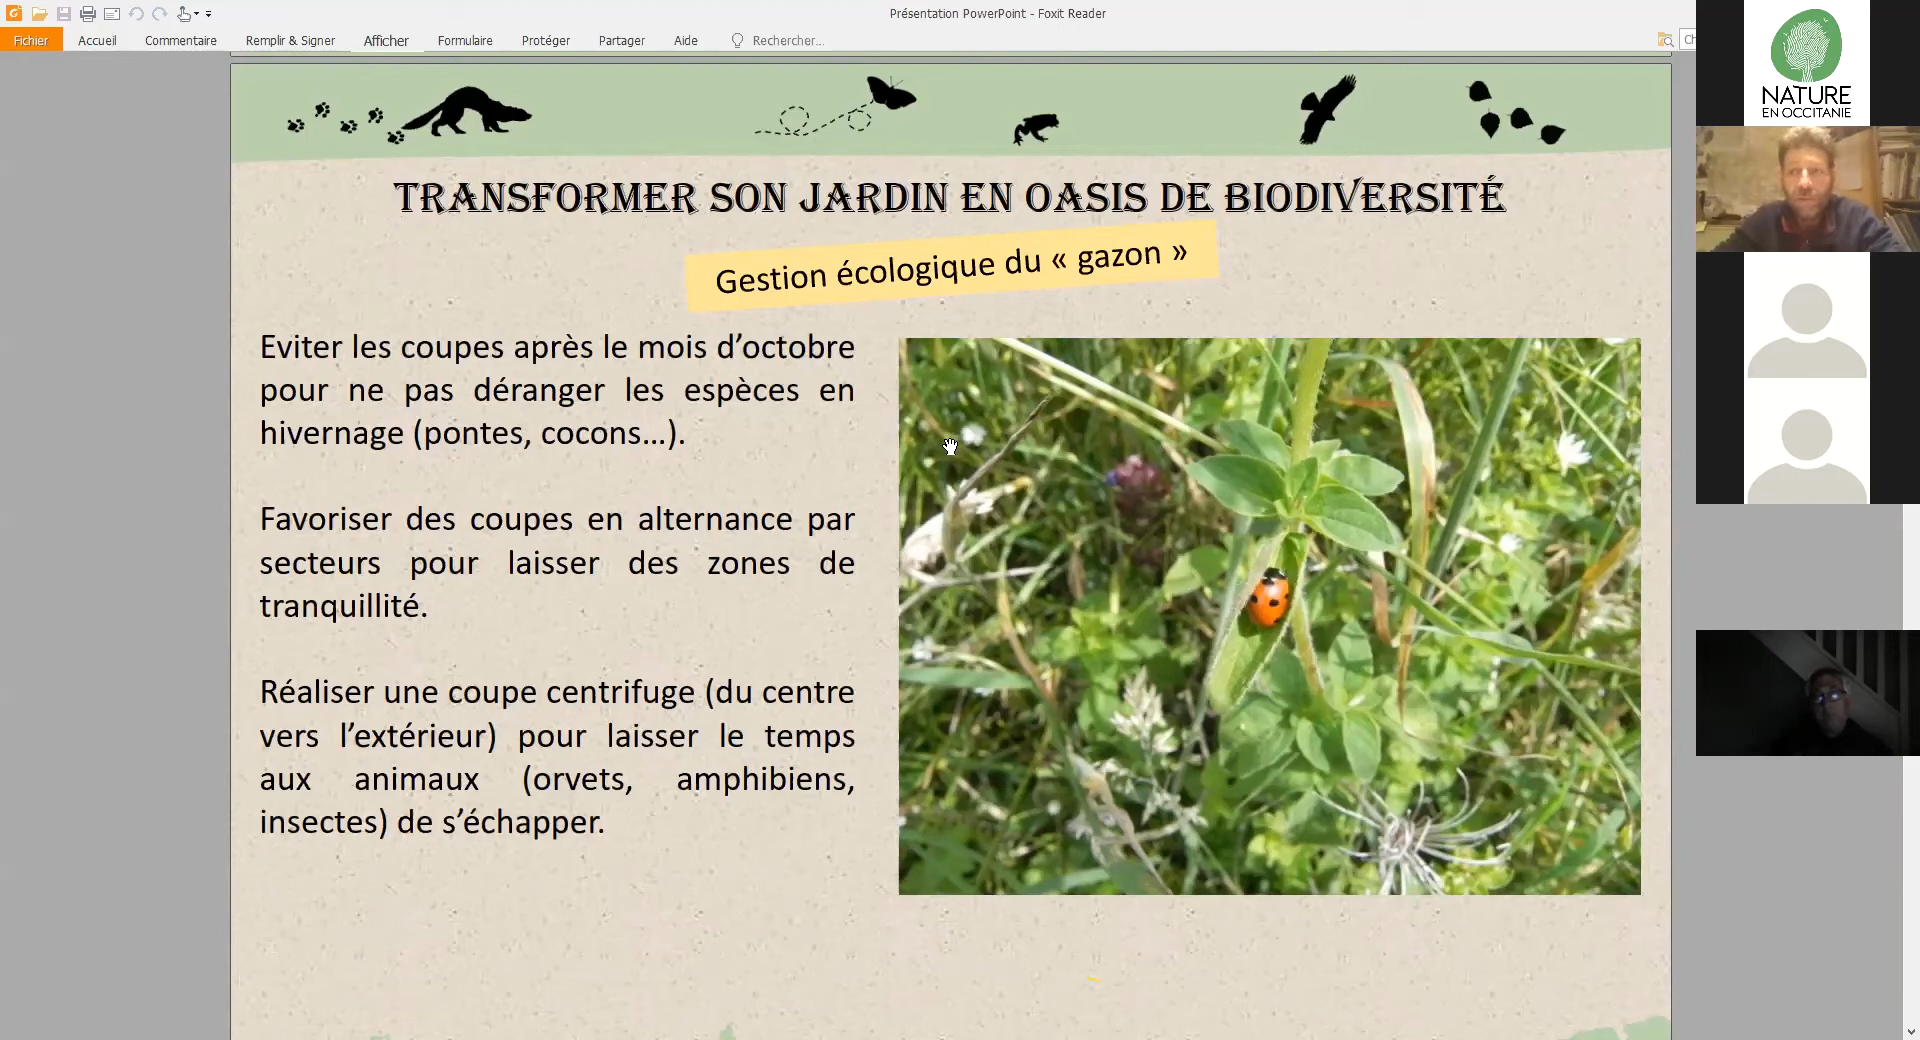 Présentation PowerPoint - Foxit Reader
Fichier Accueil Commentaire Remplir & Signer Afficher Formulaire Protéger Partager Aide Rechercher...
NATURE
EN OCCITANIE
TRANSFORMER SON JARDIN EN OASIS DE BIODIVERSITÉ
Gestion écologique du « gazon »
Eviter les coupes après le mois d’octobre
pour ne pas déranger les espèces en
hivernage (pontes, cocons…).
Favoriser des coupes en alternance par
secteurs pour laisser des zones de
tranquillité.
Réaliser une coupe centrifuge (du centre
vers l’extérieur) pour laisser le temps
aux animaux (orvets, amphibiens,
insectes) de s’échapper.